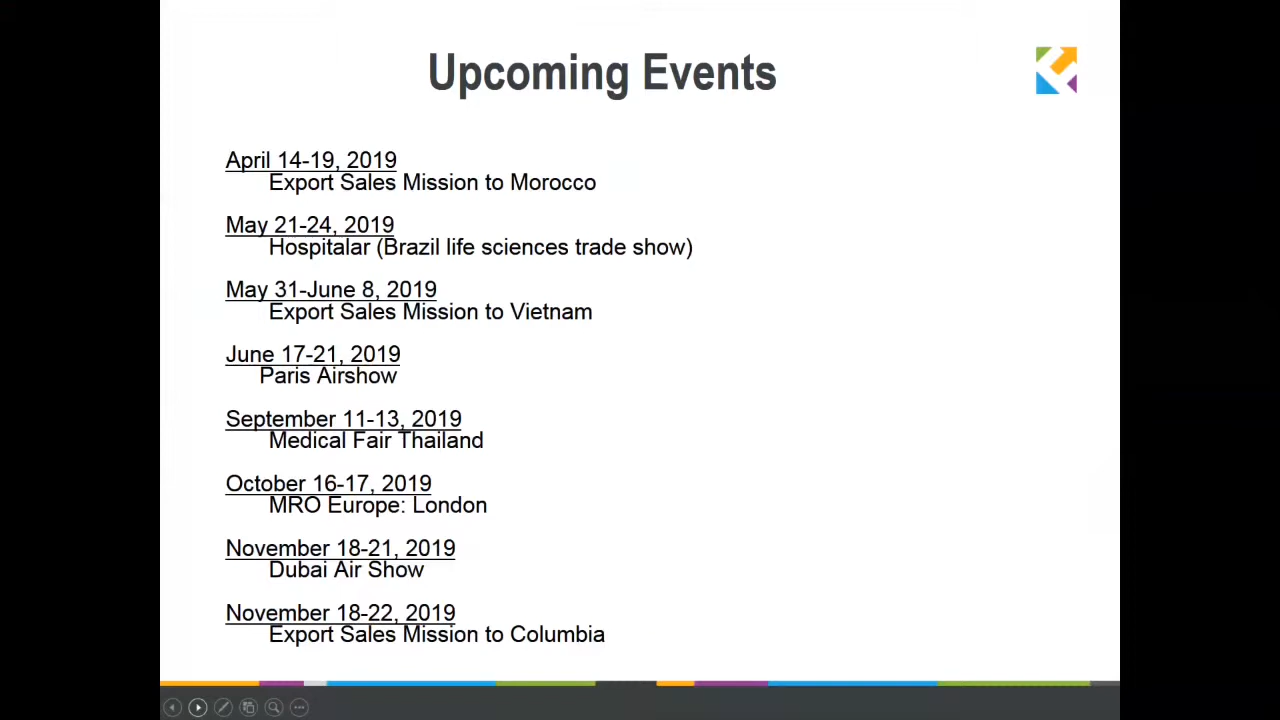 Upcoming Events
April 14-19, 2019
Export Sales Mission to Morocco
May 21-24, 2019
Hospitalar (Brazil life sciences trade show)
May 31-June 8, 2019
Export Sales Mission to Vietnam
June 17-21, 2019
Paris Airshow
September 11-13, 2019
Medical Fair Thailand
October 16-17, 2019
MRO Europe: London
November 18-21, 2019
Dubai Air Show
November 18-22, 2019
Export Sales Mission to Columbia